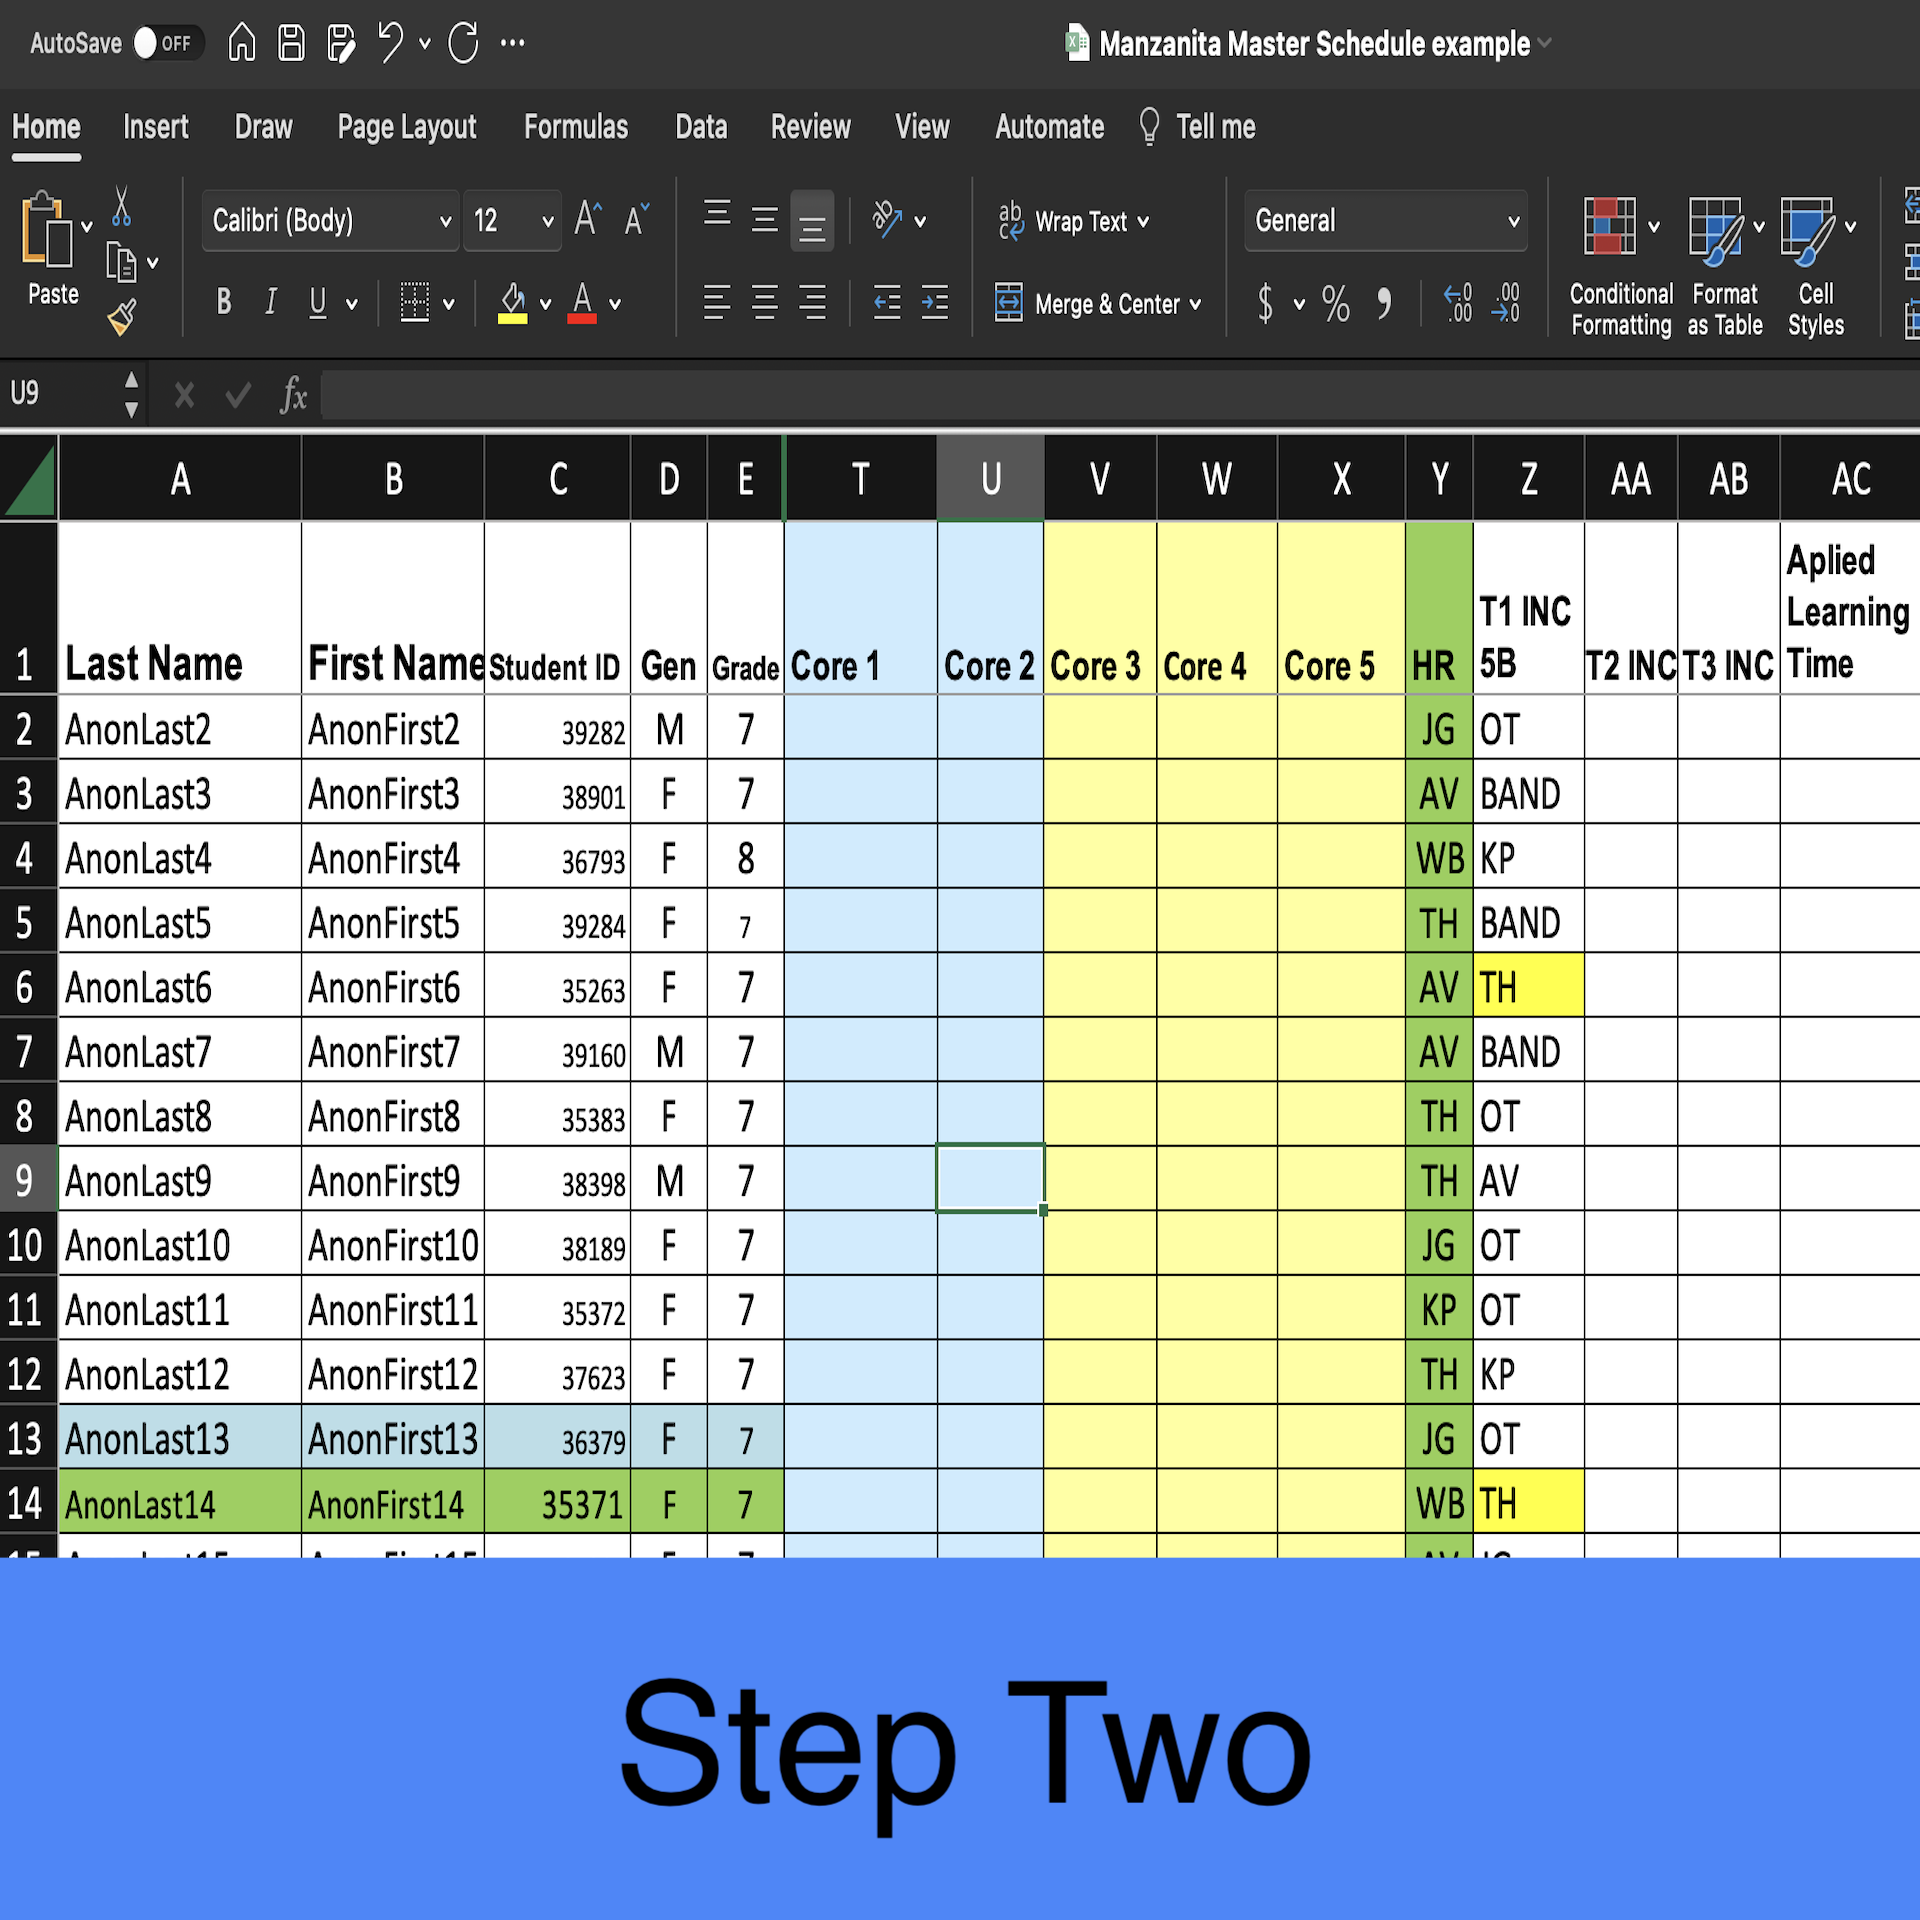 AutoSave OFF Manzanita Master Schedule example
Home Insert Draw Page Layout Formulas Data Review View Automate Tell me
Paste Calibri (Body) 12 Wrap Text General
B I U Merge & Center $ % Conditional Formatting Format as Table Cell Styles
U9 fx
A B C D E T U V W X Y Z AA AB AC
1 Last Name First Name Student ID Gen Grade Core 1 Core 2 Core 3 Core 4 Core 5 HR T1 INC 5B T2 INC T3 INC Aplied Learning Time
2 AnonLast2 AnonFirst2 39282 M 7 JG OT
3 AnonLast3 AnonFirst3 38901 F 7 AV BAND
4 AnonLast4 AnonFirst4 36793 F 8 WB KP
5 AnonLast5 AnonFirst5 39284 F 7 TH BAND
6 AnonLast6 AnonFirst6 35263 F 7 AV TH
7 AnonLast7 AnonFirst7 39160 M 7 AV BAND
8 AnonLast8 AnonFirst8 35383 F 7 TH OT
9 AnonLast9 AnonFirst9 38398 M 7 TH AV
10 AnonLast10 AnonFirst10 38189 F 7 JG OT
11 AnonLast11 AnonFirst11 35372 F 7 KP OT
12 AnonLast12 AnonFirst12 37623 F 7 TH KP
13 AnonLast13 AnonFirst13 36379 F 7 JG OT
14 AnonLast14 AnonFirst14 35371 F 7 WB TH
Step Two